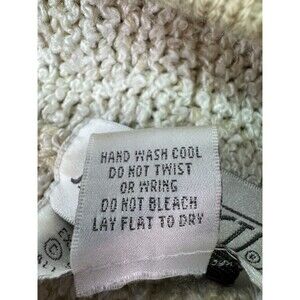 HAND WASH COOL
DO NOT TWIST
OR WRING
DO NOT BLEACH
LAY FLAT TO DRY
®